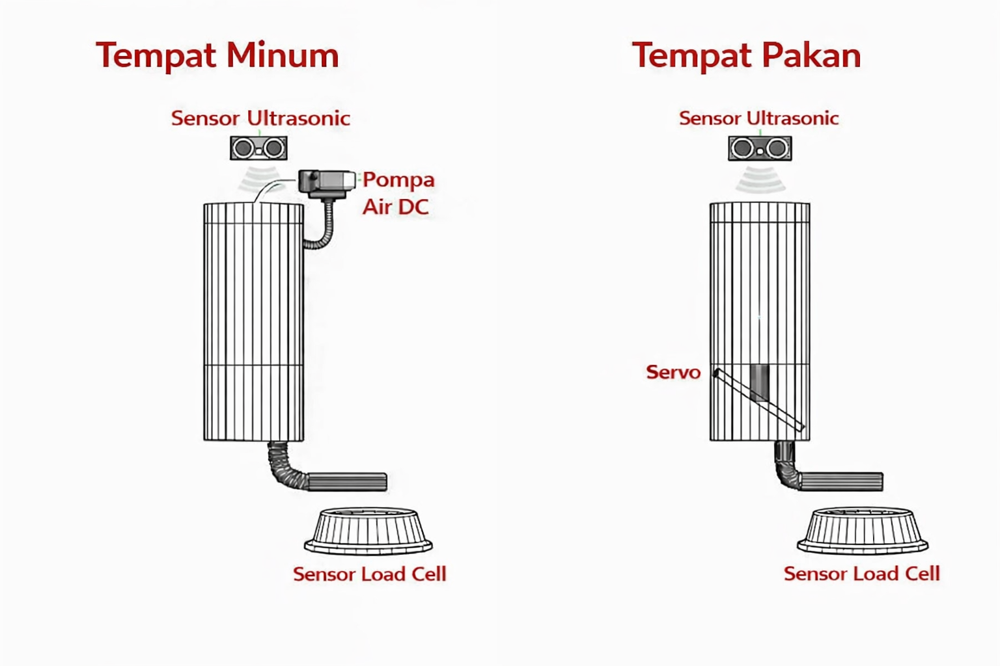 Tempat Minum
Sensor Ultrasonic
Pompa
Air DC
Sensor Load Cell
Tempat Pakan
Sensor Ultrasonic
Servo
Sensor Load Cell